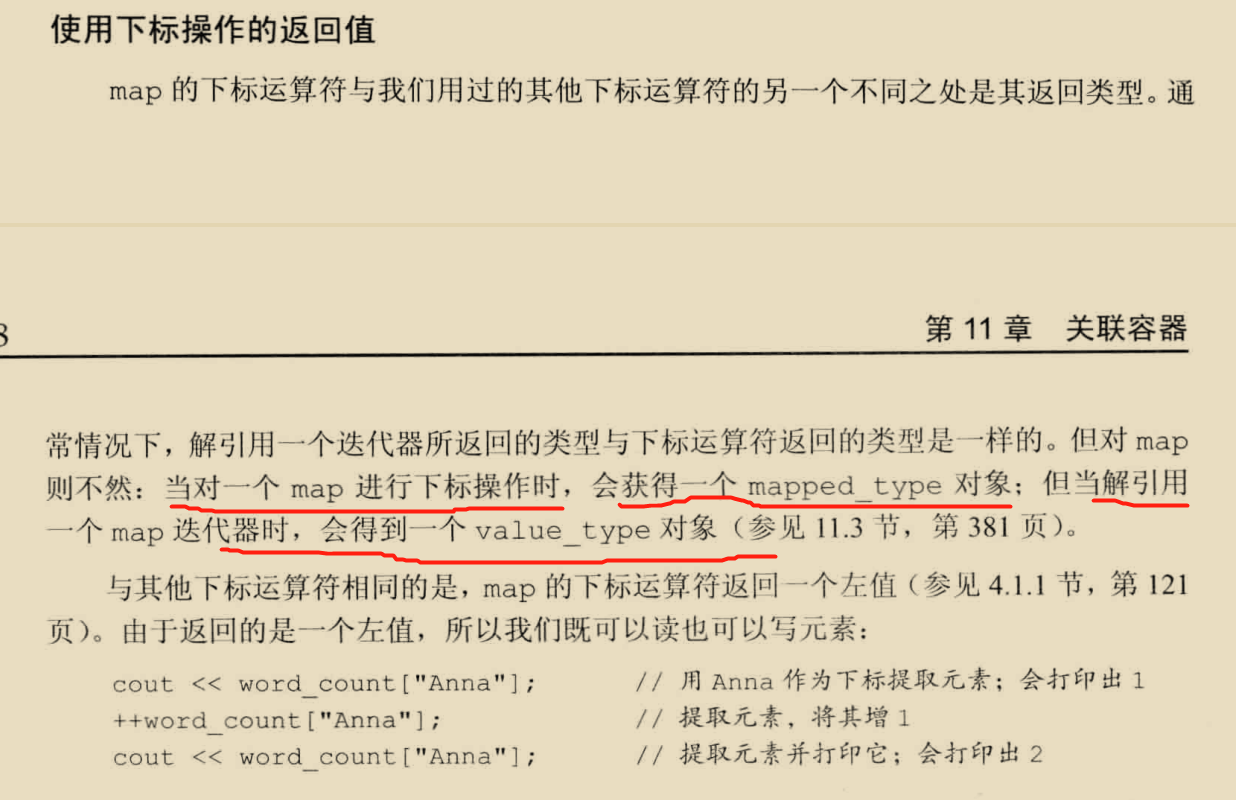 使用下标操作的返回值
map 的下标运算符与我们用过的其他下标运算符的另一个不同之处是其返回类型。通
8
第 11 章 关联容器
常情况下，解引用一个迭代器所返回的类型与下标运算符返回的类型是一样的。但对 map
则不然：当对一个 map 进行下标操作时，会获得一个 mapped_type 对象；但当解引用
一个 map 迭代器时，会得到一个 value_type 对象（参见 11.3 节，第 381 页）。
与其他下标运算符相同的是，map 的下标运算符返回一个左值（参见 4.1.1 节，第 121
页）。由于返回的是一个左值，所以我们既可以读也可以写元素：
cout << word_count["Anna"]; // 用 Anna 作为下标提取元素；会打印出 1
++word_count["Anna"]; // 提取元素，将其增 1
cout << word_count["Anna"]; // 提取元素并打印它；会打印出 2